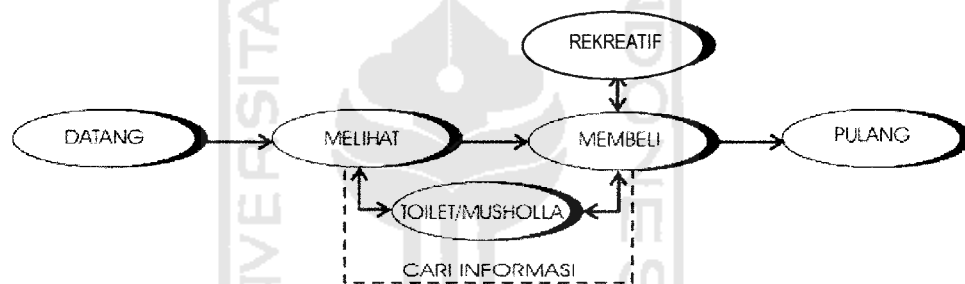 REKREATIF
DATANG
MELIHAT
MEMBELI
PULANG
TOILET/MUSHOLLA
CARI INFORMASI